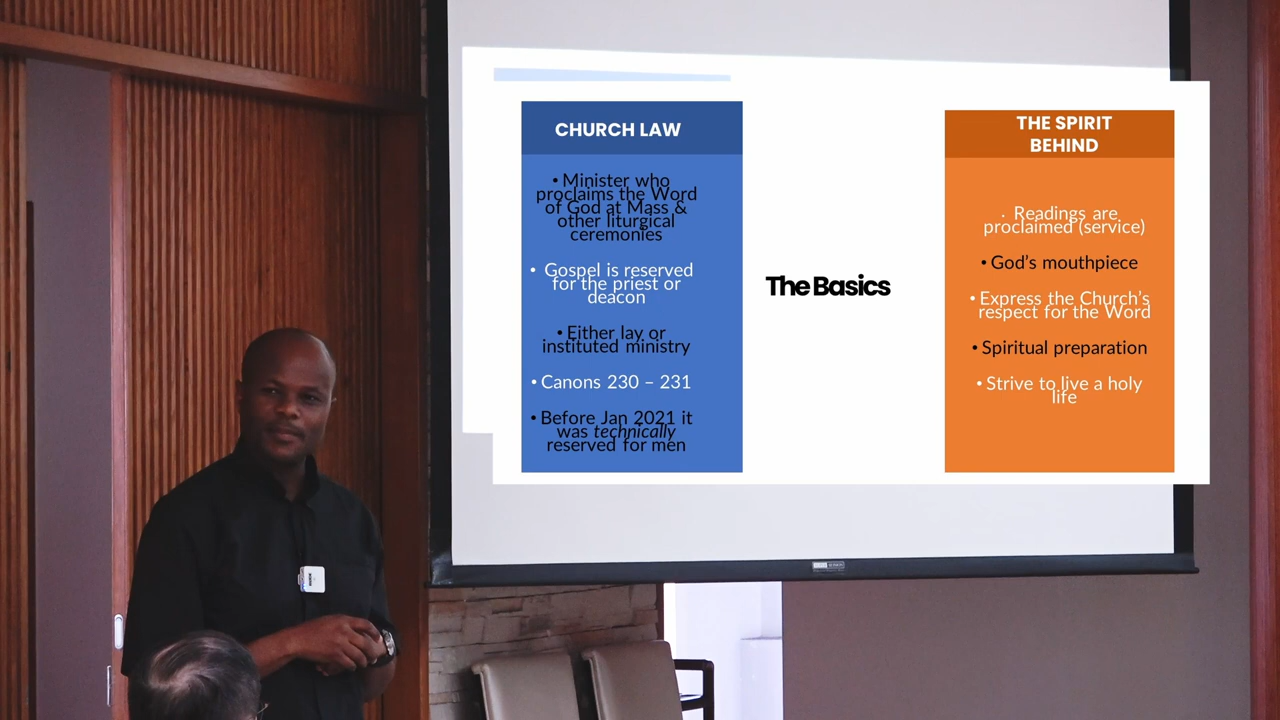 CHURCH LAW
• Minister who
proclaims the Word
of God at Mass &
other liturgical
ceremonies
• Gospel is reserved
for the priest or
deacon
• Either lay or
instituted ministry
• Canons 230 – 231
• Before Jan 2021 it
was technically
reserved for men
The Basics
THE SPIRIT
BEHIND
. Readings are
proclaimed (service)
• God's mouthpiece
• Express the Church's
respect for the Word
• Spiritual preparation
• Strive to live a holy
life